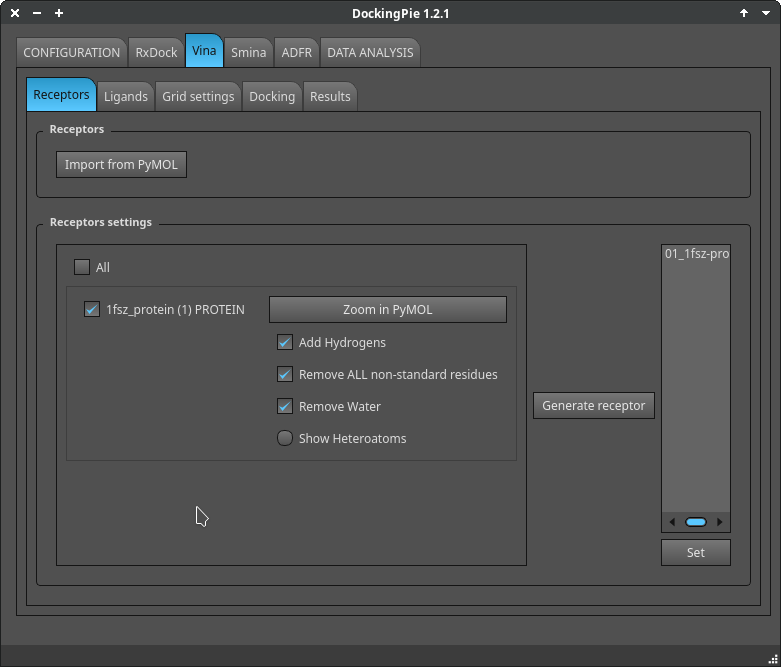 DockingPie 1.2.1
CONFIGURATION RxDock Vina Smina ADFR DATA ANALYSIS
Receptors Ligands Grid settings Docking Results
Receptors
Import from PyMOL
Receptors settings
All
01_1fsz-pro
1fsz_protein (1) PROTEIN Zoom in PyMOL
Add Hydrogens
Remove ALL non-standard residues
Remove Water
Generate receptor
Show Heteroatoms
Set